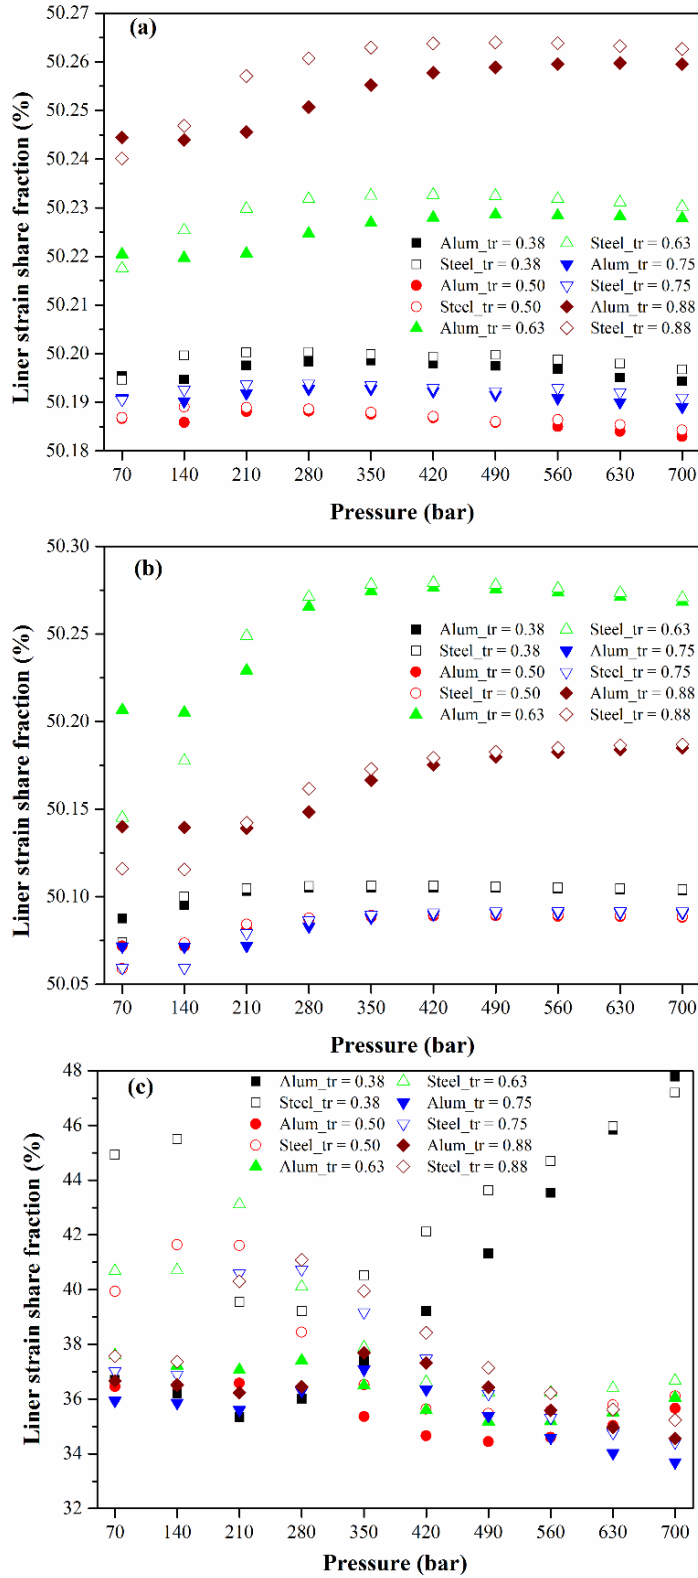 (a)
50.27
50.26
50.25
50.24
50.23
50.22
50.21
50.20
50.19
50.18
Liner strain share fraction (%)
Alum_tr = 0.38
Steel_tr = 0.38
Alum_tr = 0.50
Steel_tr = 0.50
Alum_tr = 0.63
Steel_tr = 0.63
Alum_tr = 0.75
Steel_tr = 0.75
Alum_tr = 0.88
Steel_tr = 0.88
70 140 210 280 350 420 490 560 630 700
Pressure (bar)
(b)
50.30
50.25
50.20
50.15
50.10
50.05
Liner strain share fraction (%)
Alum_tr = 0.38
Steel_tr = 0.38
Alum_tr = 0.50
Steel_tr = 0.50
Alum_tr = 0.63
Steel_tr = 0.63
Alum_tr = 0.75
Steel_tr = 0.75
Alum_tr = 0.88
Steel_tr = 0.88
70 140 210 280 350 420 490 560 630 700
Pressure (bar)
(c)
48
46
44
42
40
38
36
34
32
Liner strain share fraction (%)
Alum_tr = 0.38
Steel_tr = 0.38
Alum_tr = 0.50
Steel_tr = 0.50
Alum_tr = 0.63
Steel_tr = 0.63
Alum_tr = 0.75
Steel_tr = 0.75
Alum_tr = 0.88
Steel_tr = 0.88
70 140 210 280 350 420 490 560 630 700
Pressure (bar)